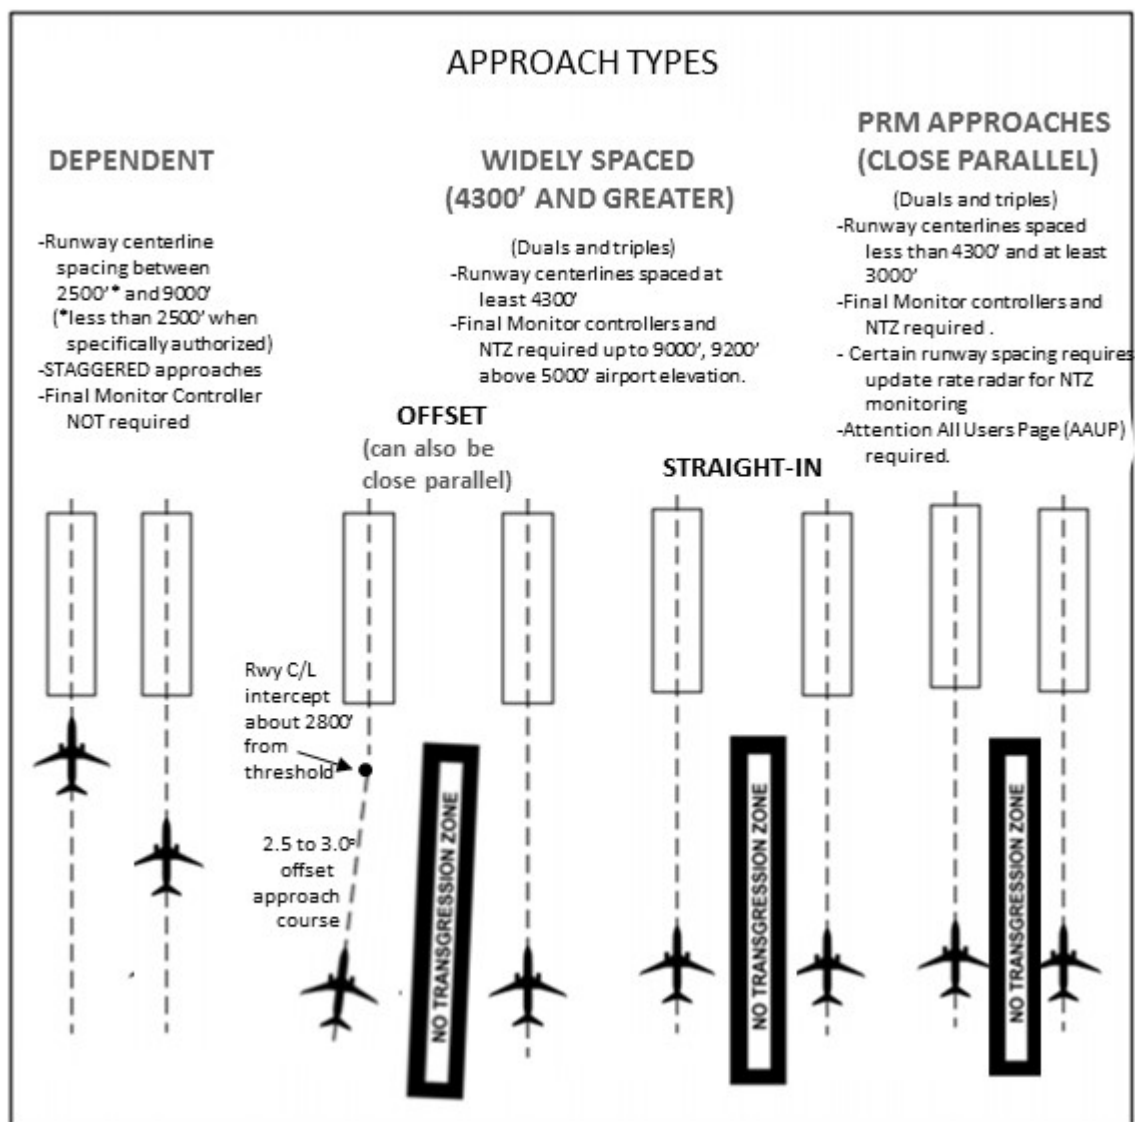 APPROACH TYPES
DEPENDENT
-Runway centerline
spacing between
2500'* and 9000'
(*less than 2500' when
specifically authorized)
-STAGGERED approaches
-Final Monitor Controller
NOT required
WIDELY SPACED
(4300' AND GREATER)
(Duals and triples)
-Runway centerlines spaced at
least 4300'
-Final Monitor controllers and
NTZ required up to 9000', 9200'
above 5000' airport elevation.
PRM APPROACHES
(CLOSE PARALLEL)
(Duals and triples)
-Runway centerlines spaced
less than 4300' and at least
3000'
-Final Monitor controllers and
NTZ required .
- Certain runway spacing requires
update rate radar for NTZ
monitoring
-Attention All Users Page (AAUP)
required.
OFFSET
(can also be
close parallel)
STRAIGHT-IN
Rwy C/L
intercept
about 2800'
from
threshold
2.5 to 3.0°
offset
approach
course
NO TRANSGRESSION ZONE
NO TRANSGRESSION ZONE
NO TRANSGRESSION ZONE